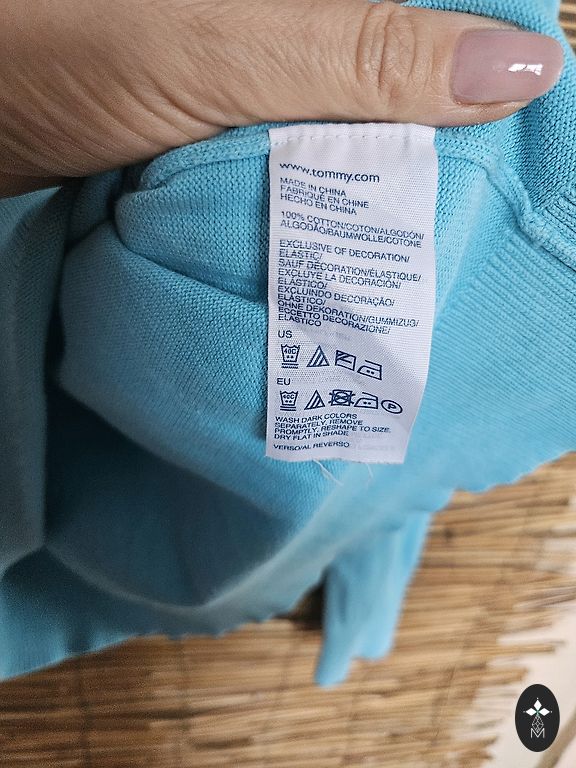 www.tommy.com
MADE IN CHINA
FABRIQUÉ EN CHINE
HECHO EN CHINA
100% COTTON/COTON/ALGODÓN/
ALGODÃO/BAUMWOLLE/COTONE
EXCLUSIVE OF DECORATION/
ELASTIC/
SAUF DÉCORATION/ÉLASTIQUE/
EXCLUYE LA DECORACIÓN/
ELÁSTICO/
EXCLUINDO DECORAÇÃO/
ELÁSTICO/
OHNE DEKORATION/GUMMIZUG/
ECCETTO DECORAZIONE/
ELASTICO
US
40C
EU
40C
P
WASH DARK COLORS
SEPARATELY. REMOVE
PROMPTLY. RESHAPE TO SIZE.
DRY FLAT IN SHADE
VERSO/AL REVERSO
M